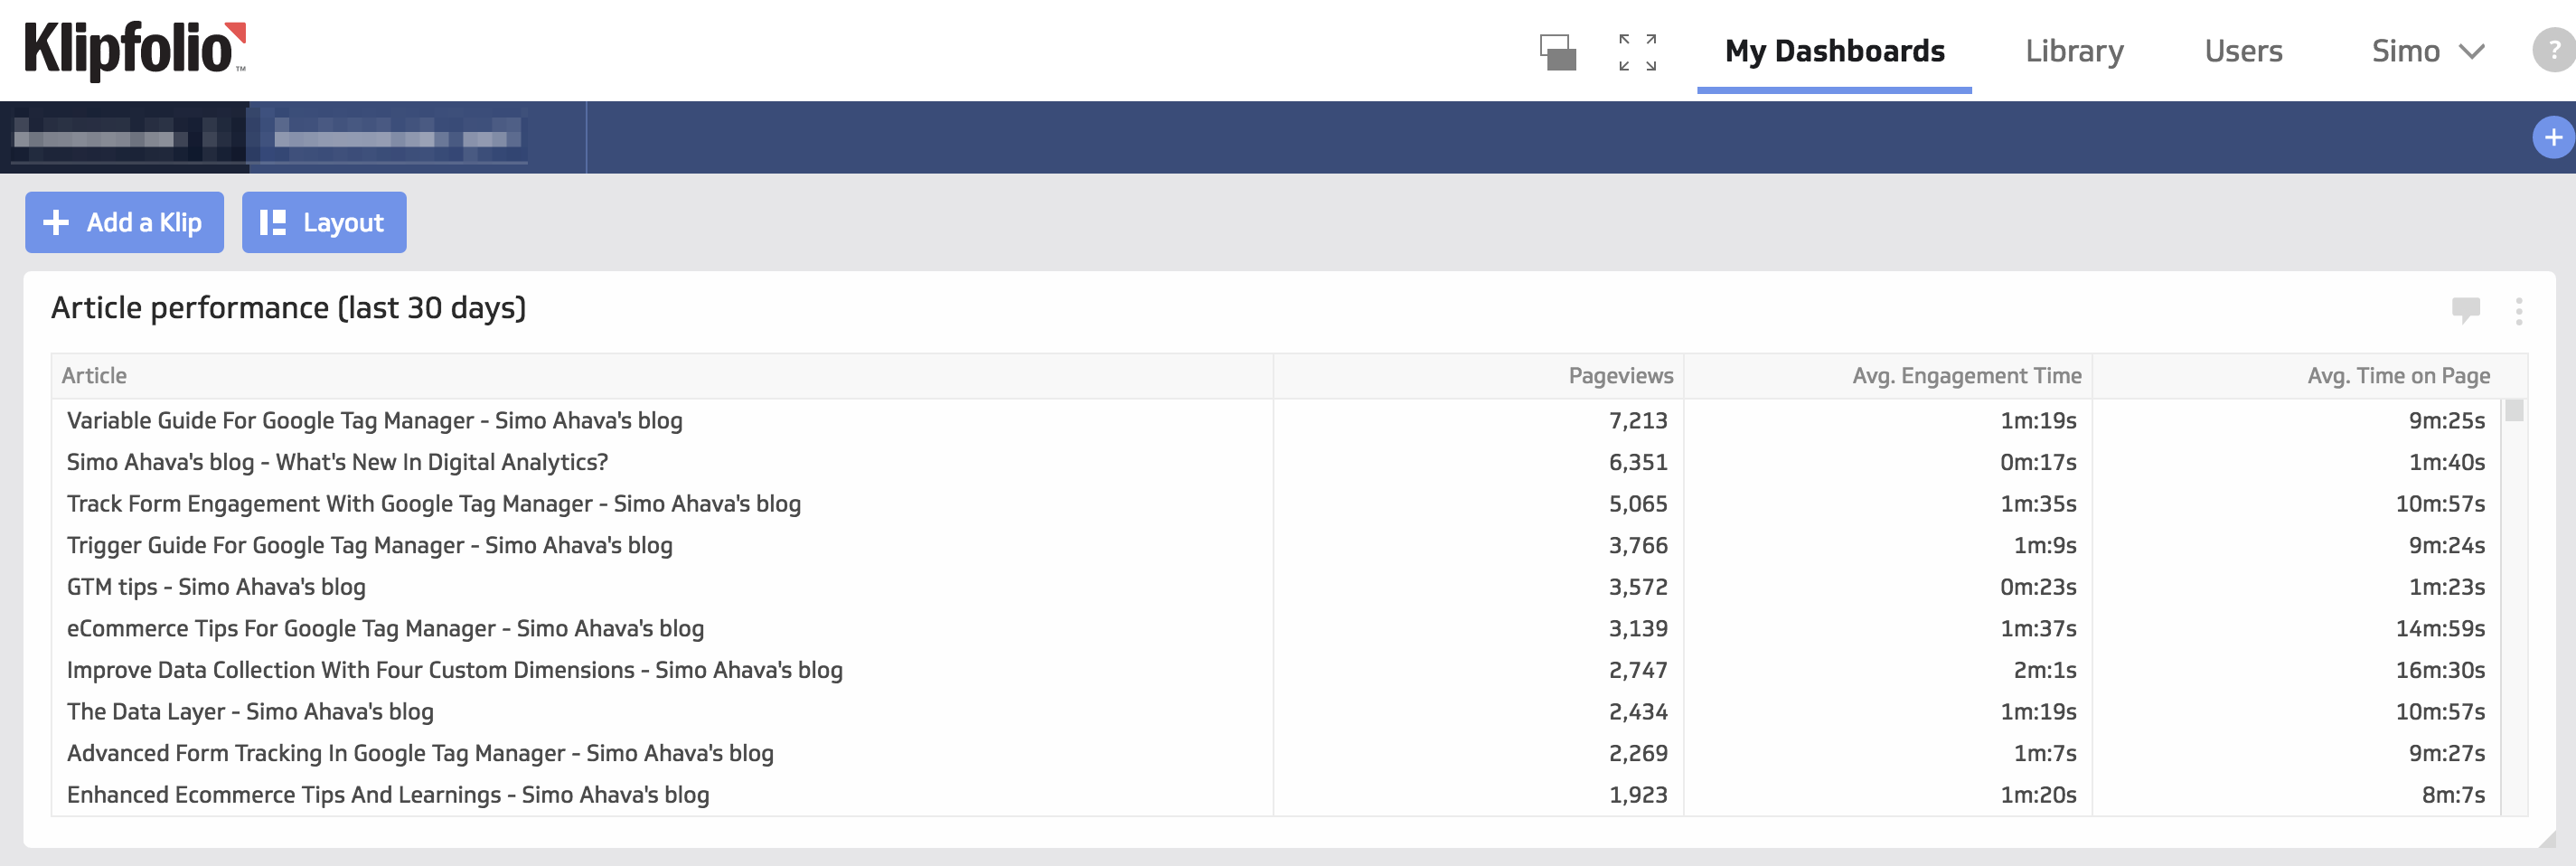 Klipfolio™
My Dashboards Library Users Simo ?
+ Add a Klip Layout
Article performance (last 30 days)
Article Pageviews Avg. Engagement Time Avg. Time on Page
Variable Guide For Google Tag Manager - Simo Ahava's blog 7,213 1m:19s 9m:25s
Simo Ahava's blog - What's New In Digital Analytics? 6,351 0m:17s 1m:40s
Track Form Engagement With Google Tag Manager - Simo Ahava's blog 5,065 1m:35s 10m:57s
Trigger Guide For Google Tag Manager - Simo Ahava's blog 3,766 1m:9s 9m:24s
GTM tips - Simo Ahava's blog 3,572 0m:23s 1m:23s
eCommerce Tips For Google Tag Manager - Simo Ahava's blog 3,139 1m:37s 14m:59s
Improve Data Collection With Four Custom Dimensions - Simo Ahava's blog 2,747 2m:1s 16m:30s
The Data Layer - Simo Ahava's blog 2,434 1m:19s 10m:57s
Advanced Form Tracking In Google Tag Manager - Simo Ahava's blog 2,269 1m:7s 9m:27s
Enhanced Ecommerce Tips And Learnings - Simo Ahava's blog 1,923 1m:20s 8m:7s